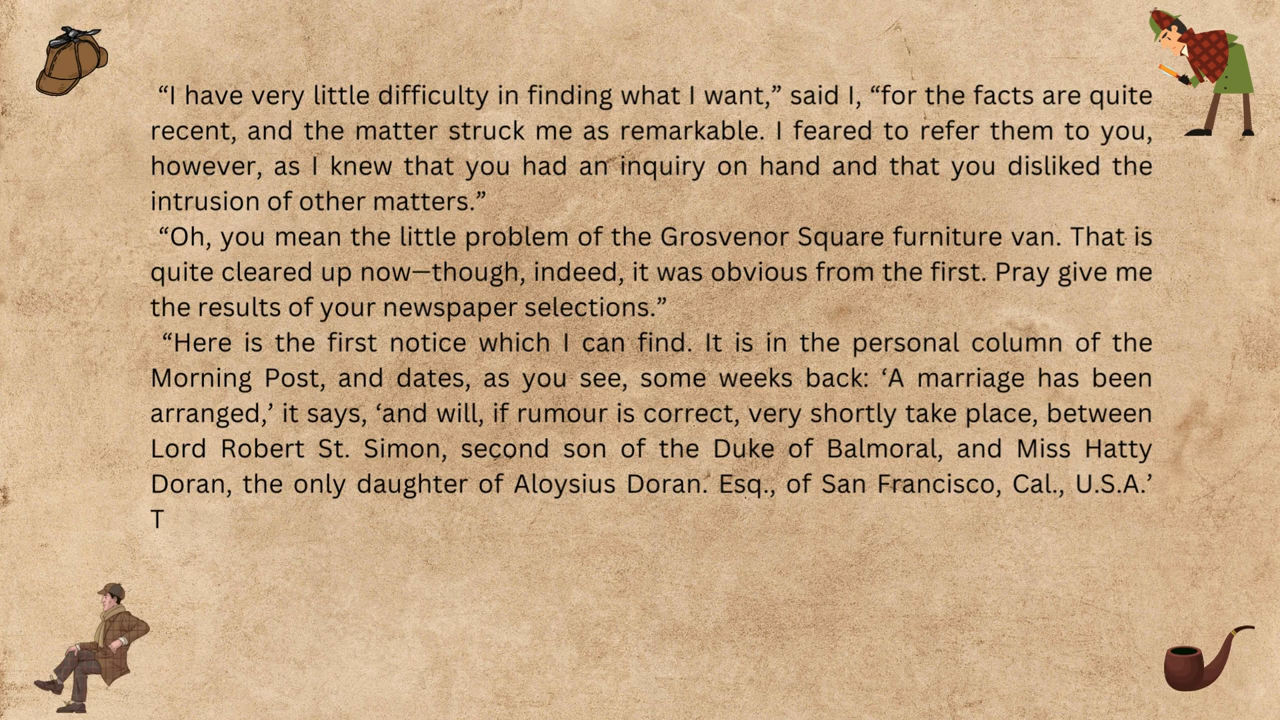 “I have very little difficulty in finding what I want,” said I, “for the facts are quite
recent, and the matter struck me as remarkable. I feared to refer them to you,
however, as I knew that you had an inquiry on hand and that you disliked the
intrusion of other matters.”
“Oh, you mean the little problem of the Grosvenor Square furniture van. That is
quite cleared up now—though, indeed, it was obvious from the first. Pray give me
the results of your newspaper selections.”
“Here is the first notice which I can find. It is in the personal column of the
Morning Post, and dates, as you see, some weeks back: ‘A marriage has been
arranged,’ it says, ‘and will, if rumour is correct, very shortly take place, between
Lord Robert St. Simon, second son of the Duke of Balmoral, and Miss Hatty
Doran, the only daughter of Aloysius Doran. Esq., of San Francisco, Cal., U.S.A.’
T